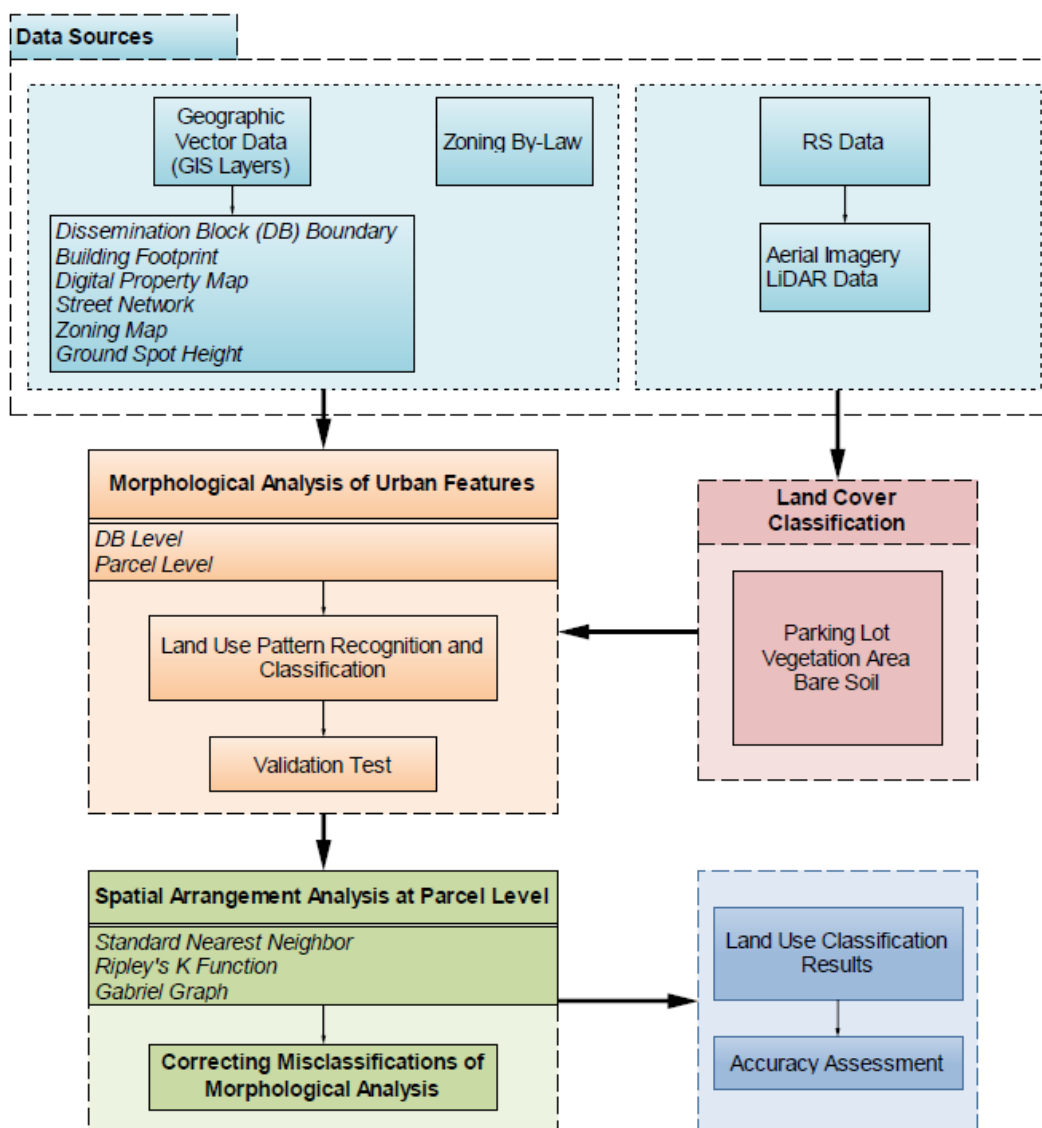 Data Sources
Geographic
Vector Data
(GIS Layers)
Zoning By-Law
RS Data
Dissemination Block (DB) Boundary
Building Footprint
Digital Property Map
Street Network
Zoning Map
Ground Spot Height
Aerial Imagery
LiDAR Data
Morphological Analysis of Urban Features
DB Level
Parcel Level
Land Use Pattern Recognition and
Classification
Validation Test
Land Cover
Classification
Parking Lot
Vegetation Area
Bare Soil
Spatial Arrangement Analysis at Parcel Level
Standard Nearest Neighbor
Ripley's K Function
Gabriel Graph
Correcting Misclassifications of
Morphological Analysis
Land Use Classification
Results
Accuracy Assessment